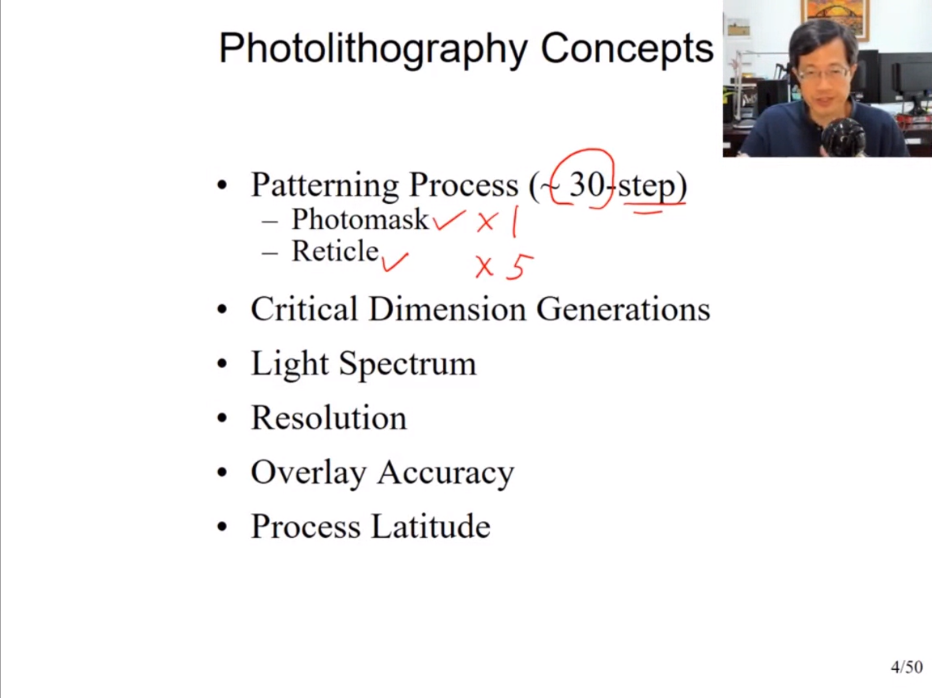 Photolithography Concepts
• Patterning Process (~ 30-step)
– Photomask ✓ × 1
– Reticle ✓ × 5
• Critical Dimension Generations
• Light Spectrum
• Resolution
• Overlay Accuracy
• Process Latitude
4/50